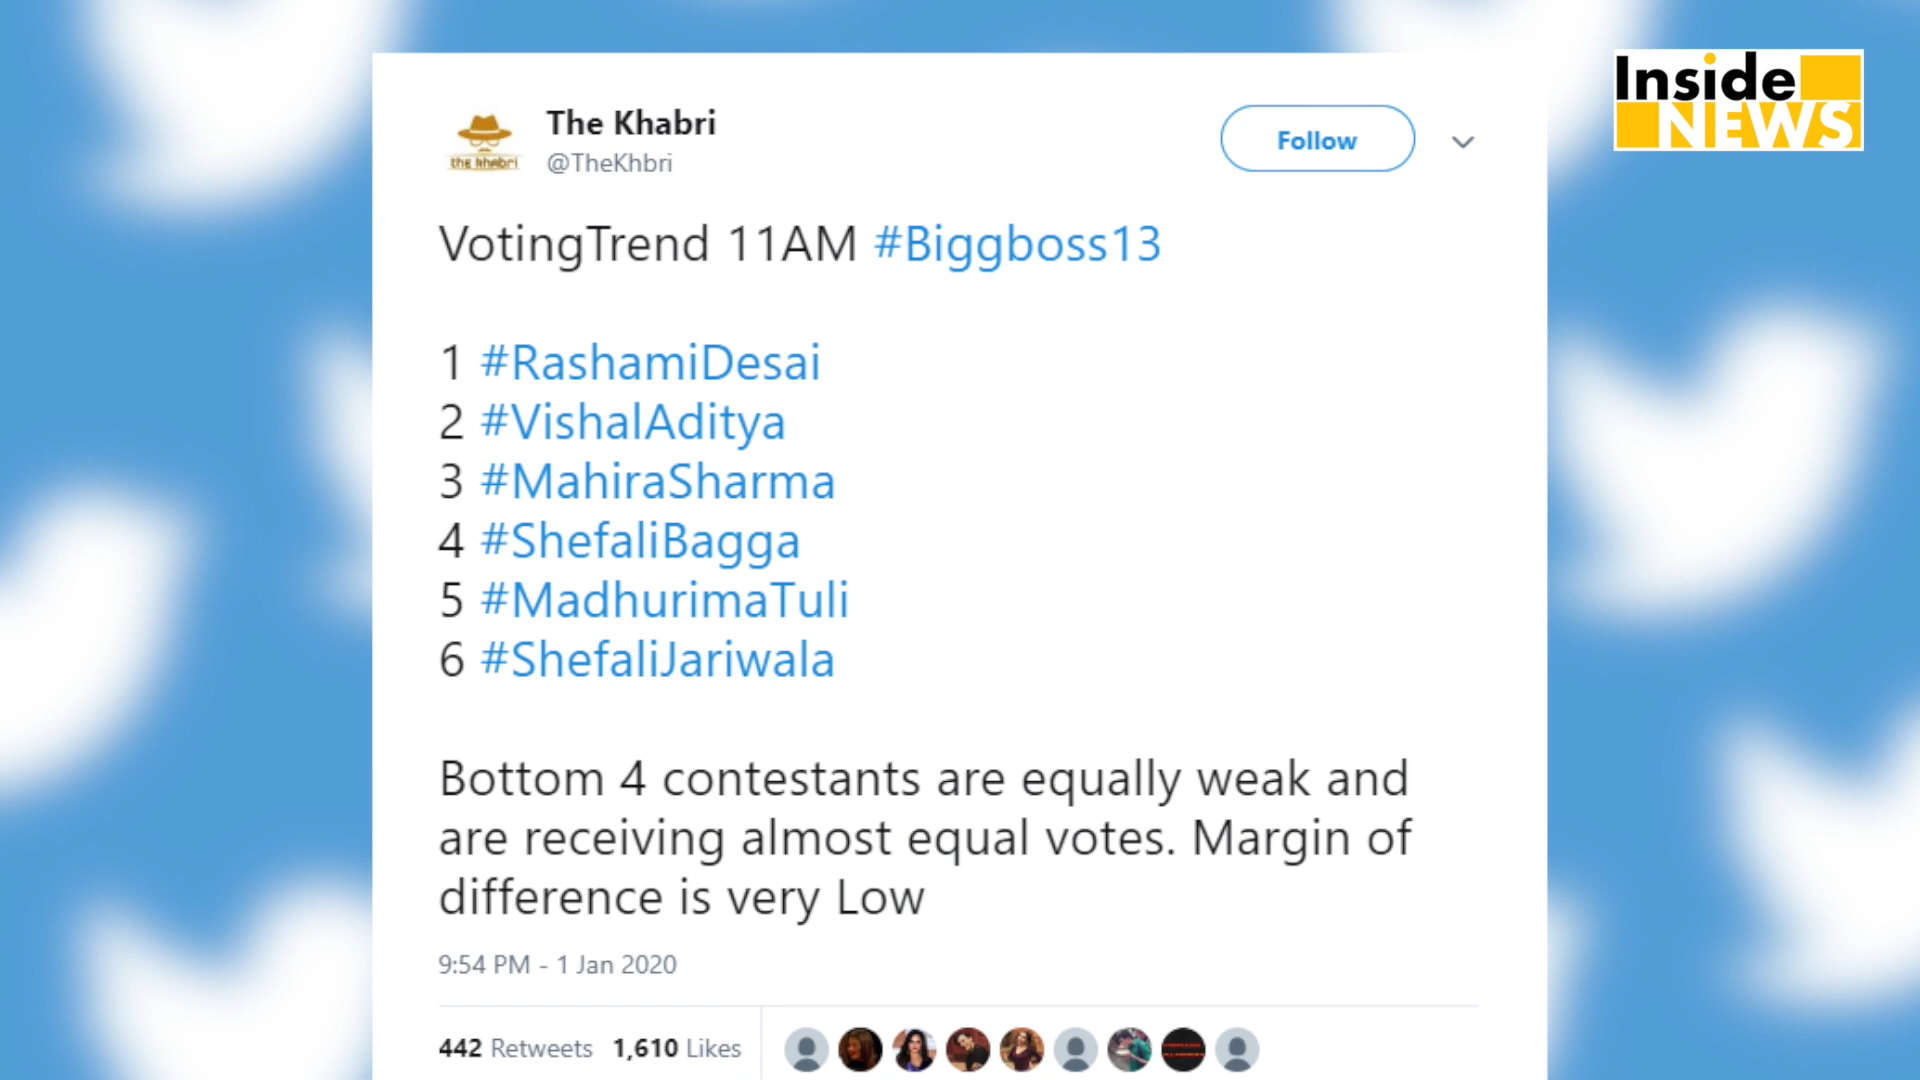 Inside
NEWS
The Khabri
the khabri
@TheKhbri
Follow
VotingTrend 11AM #Biggboss13
1 #RashamiDesai
2 #VishalAditya
3 #MahiraSharma
4 #ShefaliBagga
5 #MadhurimaTuli
6 #ShefaliJariwala
Bottom 4 contestants are equally weak and
are receiving almost equal votes. Margin of
difference is very Low
9:54 PM - 1 Jan 2020
442 Retweets 1,610 Likes